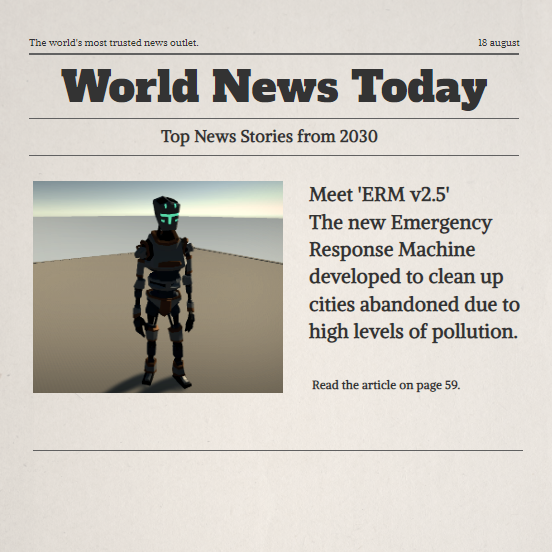 The world's most trusted news outlet.
18 august
World News Today
Top News Stories from 2030
Meet 'ERM v2.5'
The new Emergency
Response Machine
developed to clean up
cities abandoned due to
high levels of pollution.
Read the article on page 59.